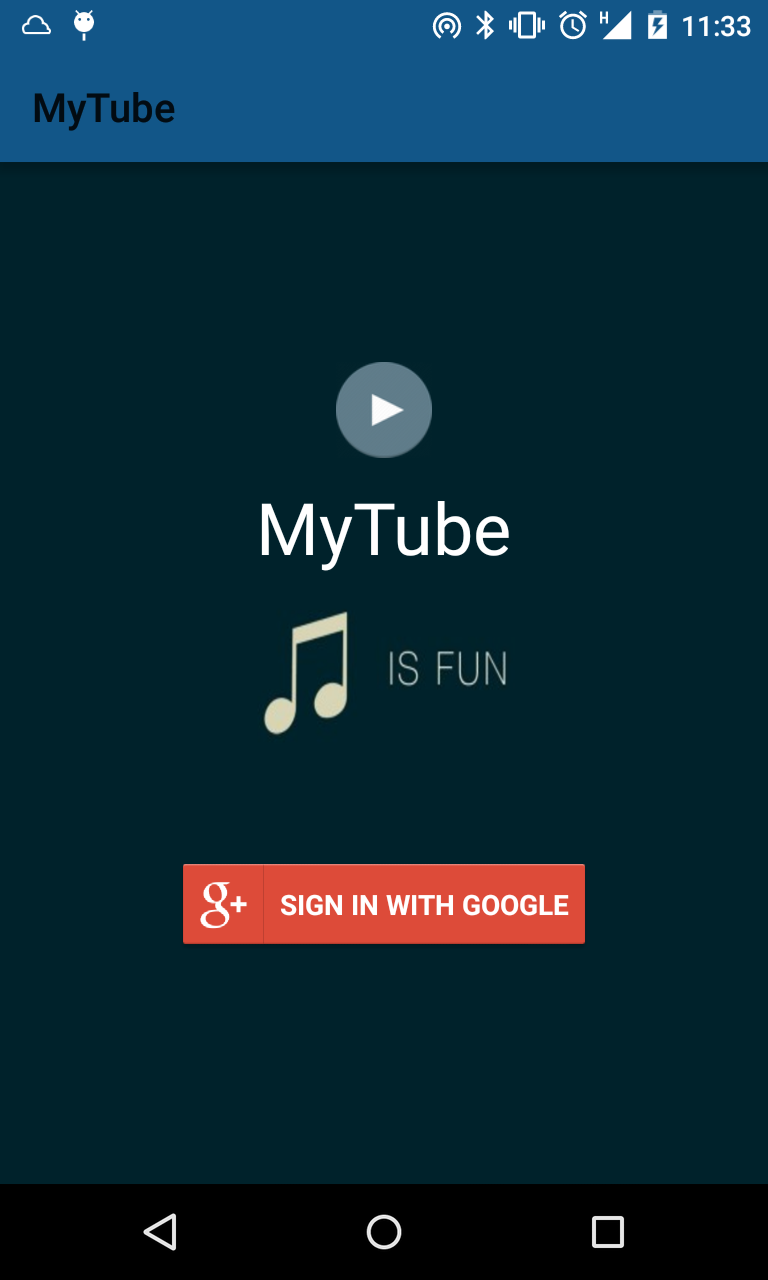 H 11:33
MyTube
MyTube
IS FUN
g+ SIGN IN WITH GOOGLE